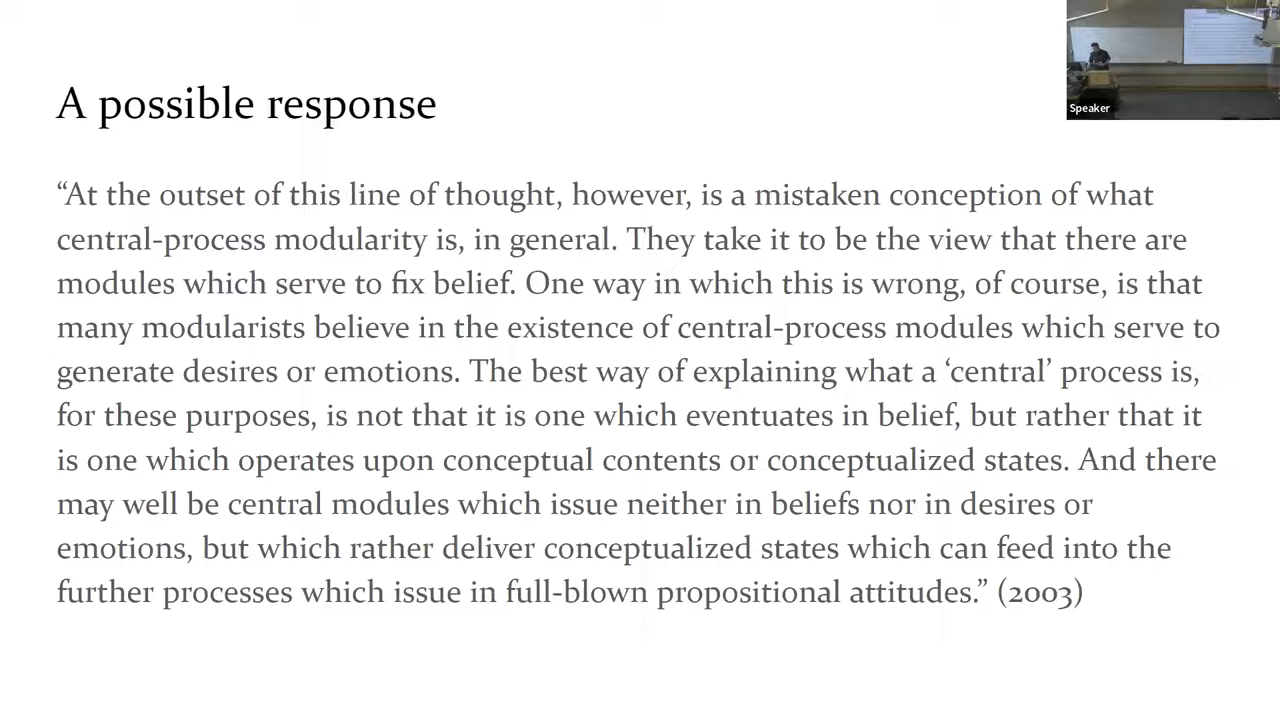 A possible response
Speaker
“At the outset of this line of thought, however, is a mistaken conception of what
central-process modularity is, in general. They take it to be the view that there are
modules which serve to fix belief. One way in which this is wrong, of course, is that
many modularists believe in the existence of central-process modules which serve to
generate desires or emotions. The best way of explaining what a ‘central’ process is,
for these purposes, is not that it is one which eventuates in belief, but rather that it
is one which operates upon conceptual contents or conceptualized states. And there
may well be central modules which issue neither in beliefs nor in desires or
emotions, but which rather deliver conceptualized states which can feed into the
further processes which issue in full-blown propositional attitudes.” (2003)